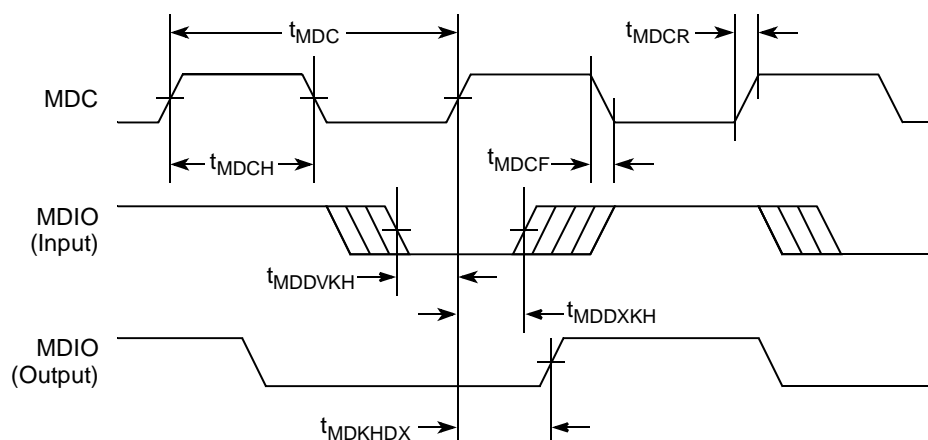 tMDC
tMDCR
MDC
tMDCH
tMDCF
MDIO
(Input)
tMDDVKH
tMDDXKH
MDIO
(Output)
tMDKHDX